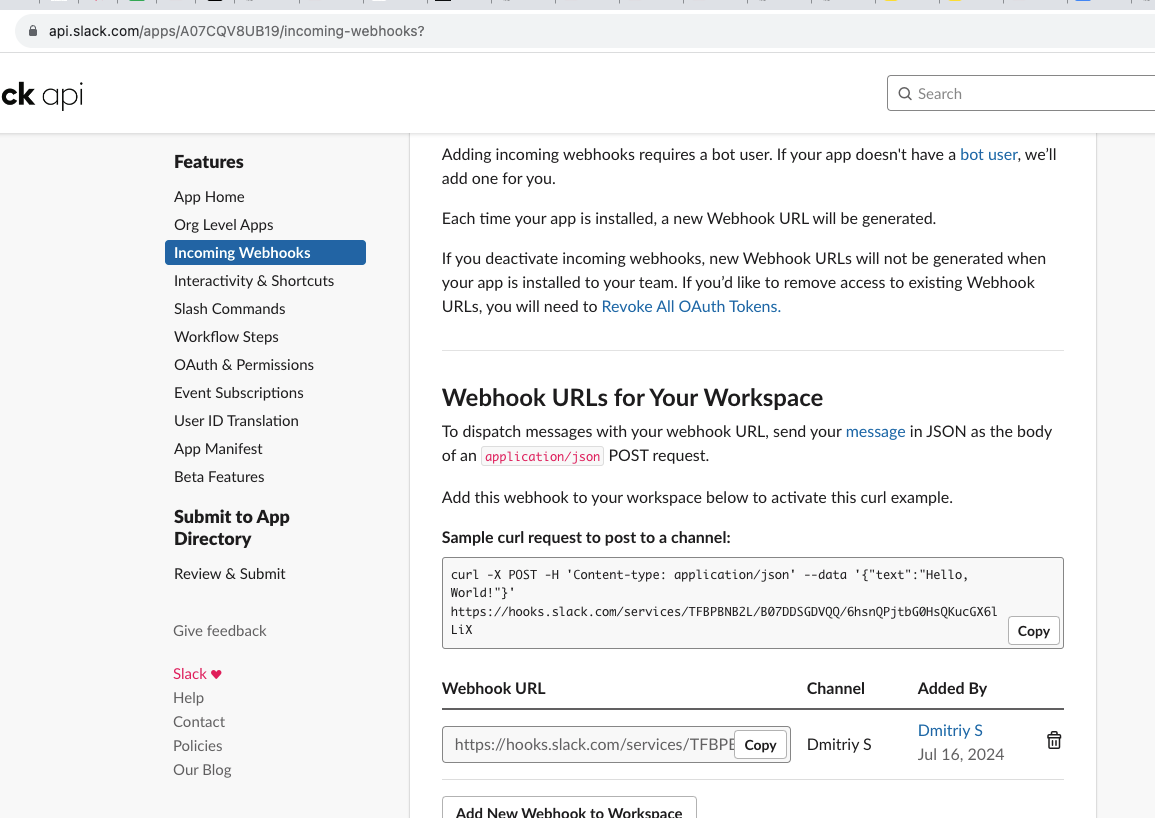 api.slack.com/apps/A07CQV8UB19/incoming-webhooks?
ck api
Search
Features
App Home
Org Level Apps
Incoming Webhooks
Interactivity & Shortcuts
Slash Commands
Workflow Steps
OAuth & Permissions
Event Subscriptions
User ID Translation
App Manifest
Beta Features
Submit to App
Directory
Review & Submit
Give feedback
Slack ♥
Help
Contact
Policies
Our Blog
Adding incoming webhooks requires a bot user. If your app doesn't have a bot user, we’ll
add one for you.
Each time your app is installed, a new Webhook URL will be generated.
If you deactivate incoming webhooks, new Webhook URLs will not be generated when
your app is installed to your team. If you’d like to remove access to existing Webhook
URLs, you will need to Revoke All OAuth Tokens.
Webhook URLs for Your Workspace
To dispatch messages with your webhook URL, send your message in JSON as the body
of an application/json POST request.
Add this webhook to your workspace below to activate this curl example.
Sample curl request to post to a channel:
curl -X POST -H 'Content-type: application/json' --data '{"text":"Hello,
World!"}'
https://hooks.slack.com/services/TFBPBNB2L/B07DDSGDVQQ/6hsnQPjtbG0HsQKucGX6l
LiX
Copy
Webhook URL Channel Added By
https://hooks.slack.com/services/TFBPB Copy Dmitriy S Dmitriy S
Jul 16, 2024
Add New Webhook to Workspace